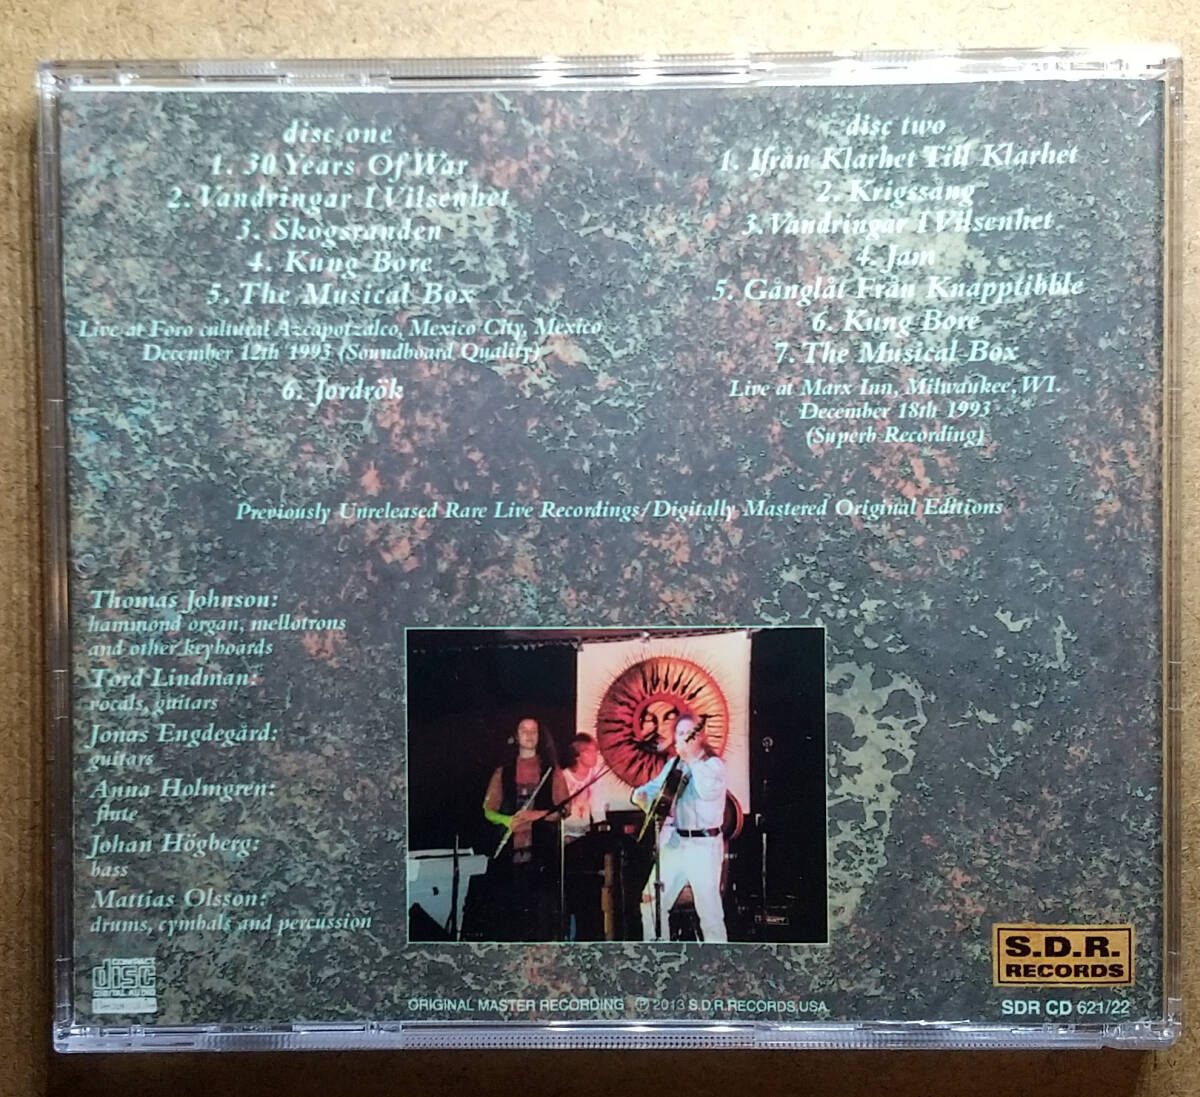 disc one
1. 30 Years Of War
2. Vandringar I Vilsenhet
3. Skogsranden
4. Kung Bore
5. The Musical Box
Live at Foro cultural Azcapotzalco, Mexico City, Mexico
December 12th 1993 (Soundboard Quality)
6. Jordrök
disc two
1. Ifrån Klarhet Till Klarhet
2. Krigssång
3. Vandringar I Vilsenhet
4. Jam
5. Gånglåt Från Knapptibble
6. Kung Bore
7. The Musical Box
Live at Marx Inn, Milwaukee, WI.
December 18th 1993
(Superb Recording)
Previously Unreleased Rare Live Recordings/Digitally Mastered Original Editions
Thomas Johnson:
hammond organ, mellotrons
and other keyboards
Tord Lindman:
vocals, guitars
Jonas Engdegård:
guitars
Anna Holmgren:
flute
Johan Högberg:
bass
Mattias Olsson:
drums, cymbals and percussion
COMPACT
disc
DIGITAL AUDIO
ORIGINAL MASTER RECORDING ℗ 2013 S.D.R.RECORDS,USA.
S.D.R.
RECORDS
SDR CD 621/22